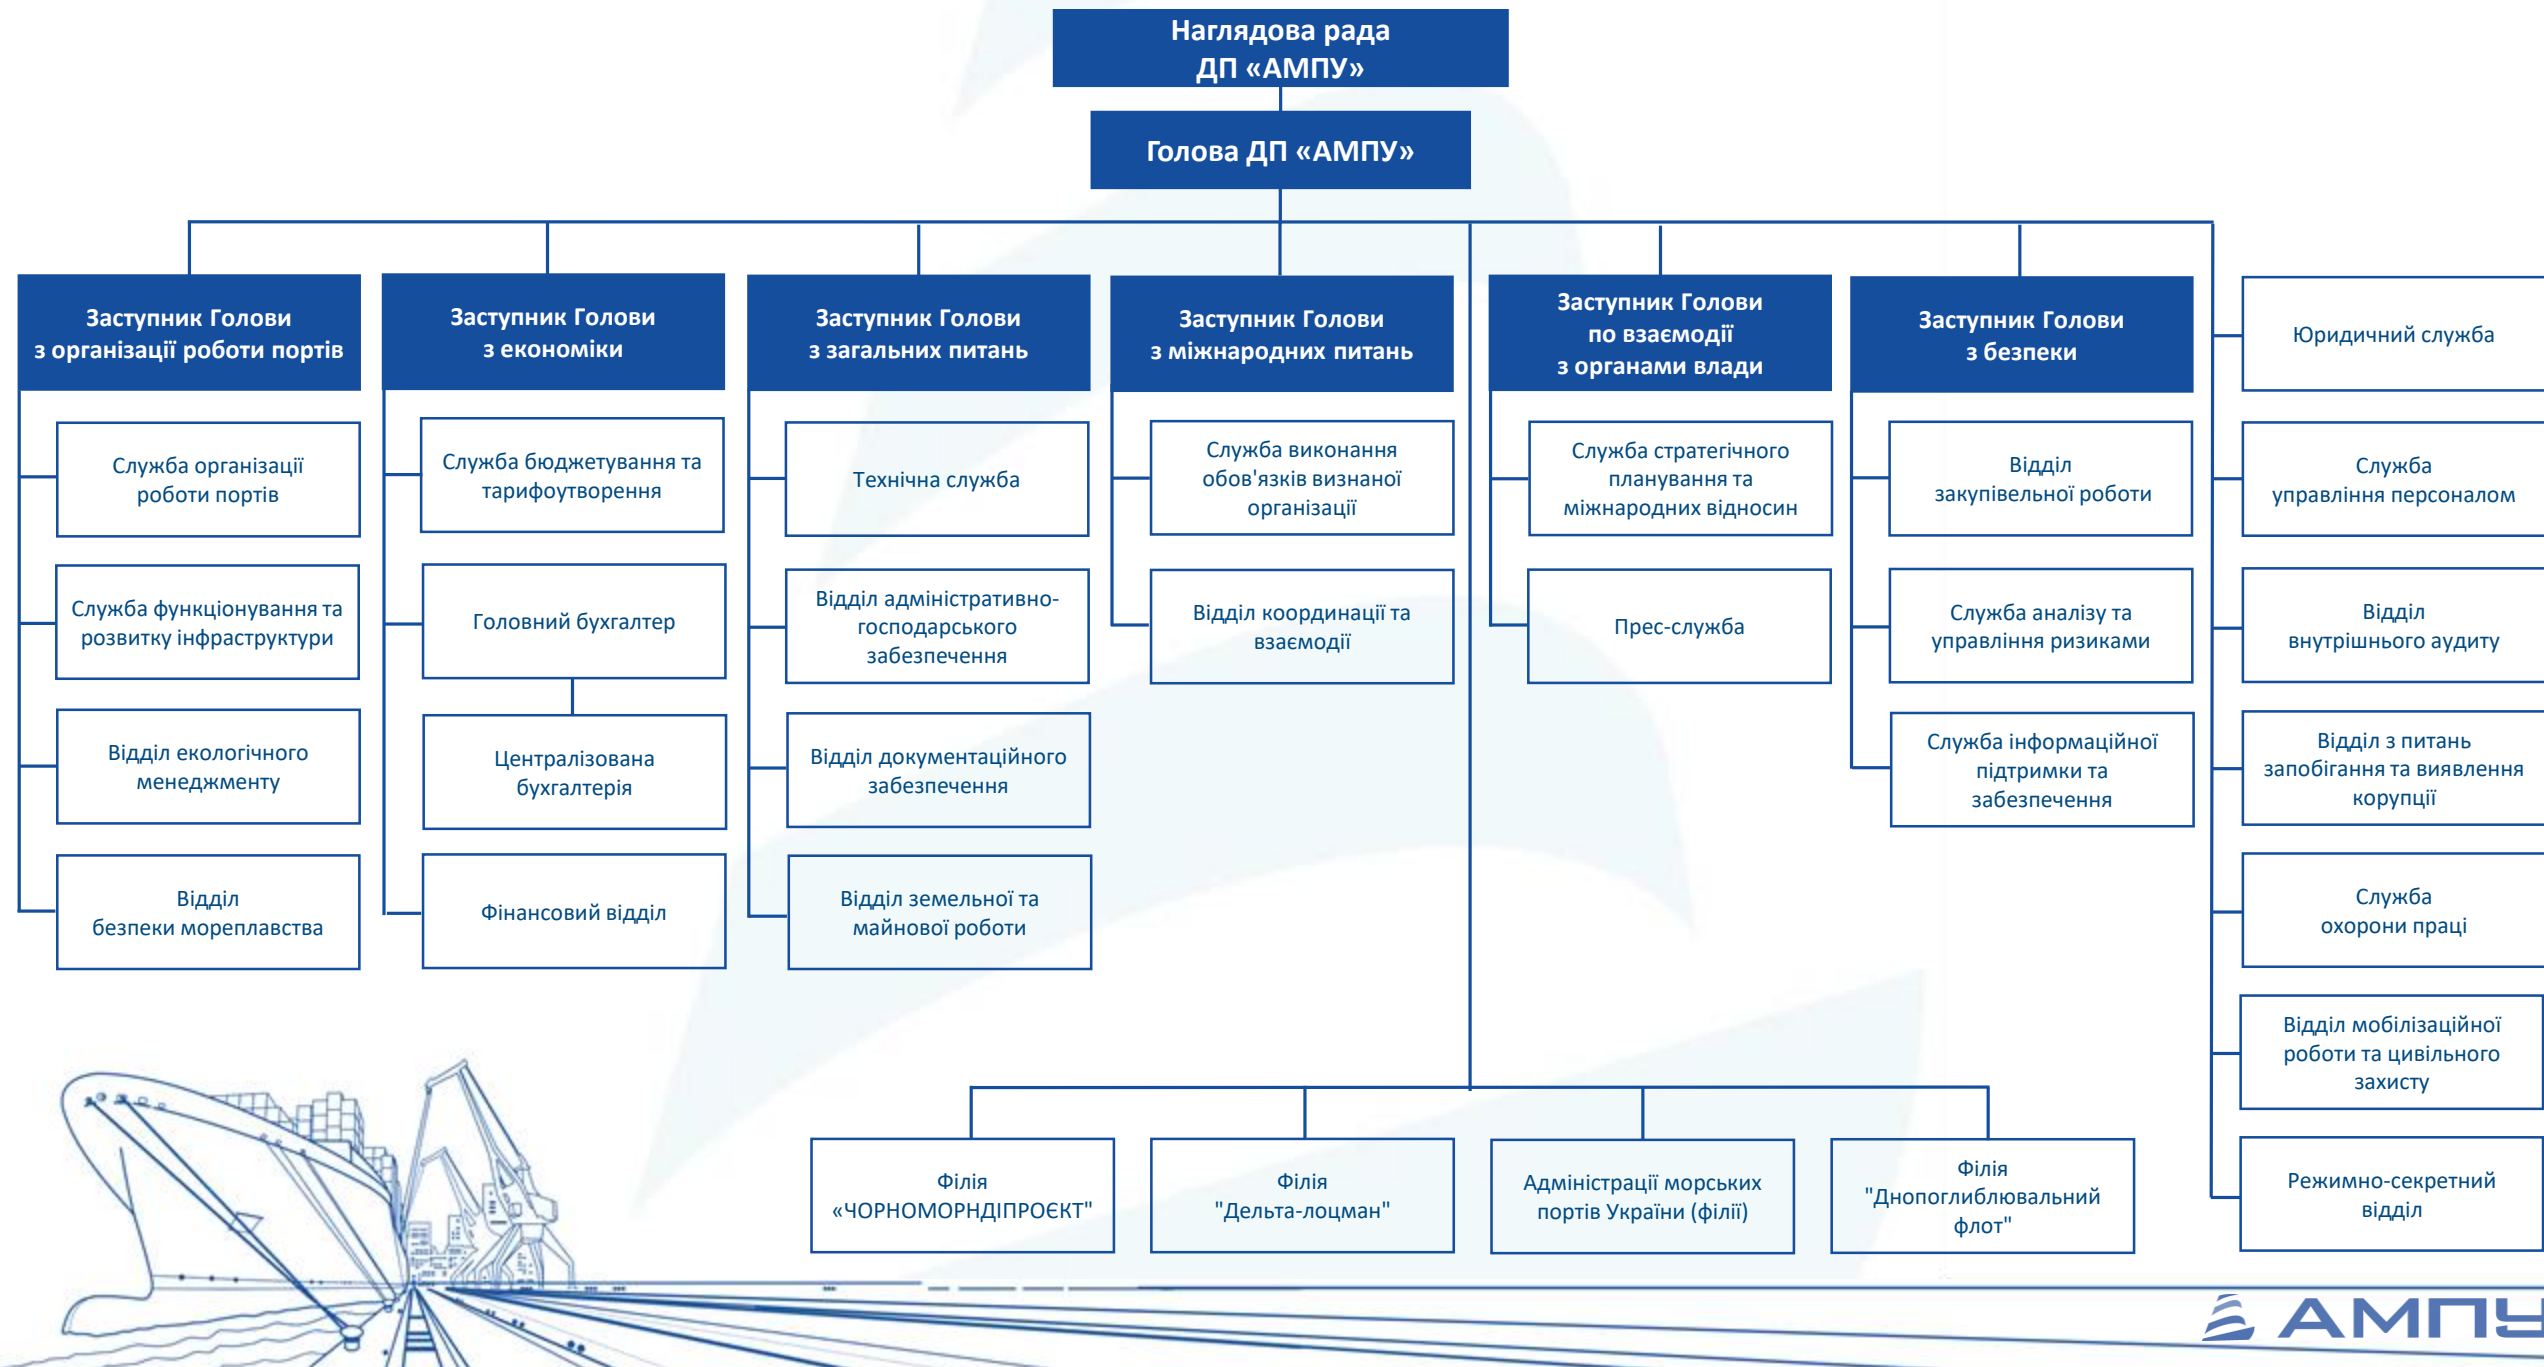 Наглядова рада
ДП «АМПУ»
Голова ДП «АМПУ»
Заступник Голови
з організації роботи портів
Служба організації
роботи портів
Служба функціонування та
розвитку інфраструктури
Відділ екологічного
менеджменту
Відділ
безпеки мореплавства
Заступник Голови
з економіки
Служба бюджетування та
тарифоутворення
Головний бухгалтер
Централізована
бухгалтерія
Фінансовий відділ
Заступник Голови
з загальних питань
Технічна служба
Відділ адміністративно-
господарського
забезпечення
Відділ документаційного
забезпечення
Відділ земельної та
майнової роботи
Заступник Голови
з міжнародних питань
Служба виконання
обов'язків визнаної
організації
Відділ координації та
взаємодії
Заступник Голови
по взаємодії
з органами влади
Служба стратегічного
планування та
міжнародних відносин
Прес-служба
Заступник Голови
з безпеки
Відділ
закупівельної роботи
Служба аналізу та
управління ризиками
Служба інформаційної
підтримки та
забезпечення
Юридичний служба
Служба
управління персоналом
Відділ
внутрішнього аудиту
Відділ з питань
запобігання та виявлення
корупції
Служба
охорони праці
Відділ мобілізаційної
роботи та цивільного
захисту
Режимно-секретний
відділ
Філія
«ЧОРНОМОРНДІПРОЄКТ"
Філія
"Дельта-лоцман"
Адміністрації морських
портів України (філії)
Філія
"Днопоглиблювальний
флот"
АМПУ